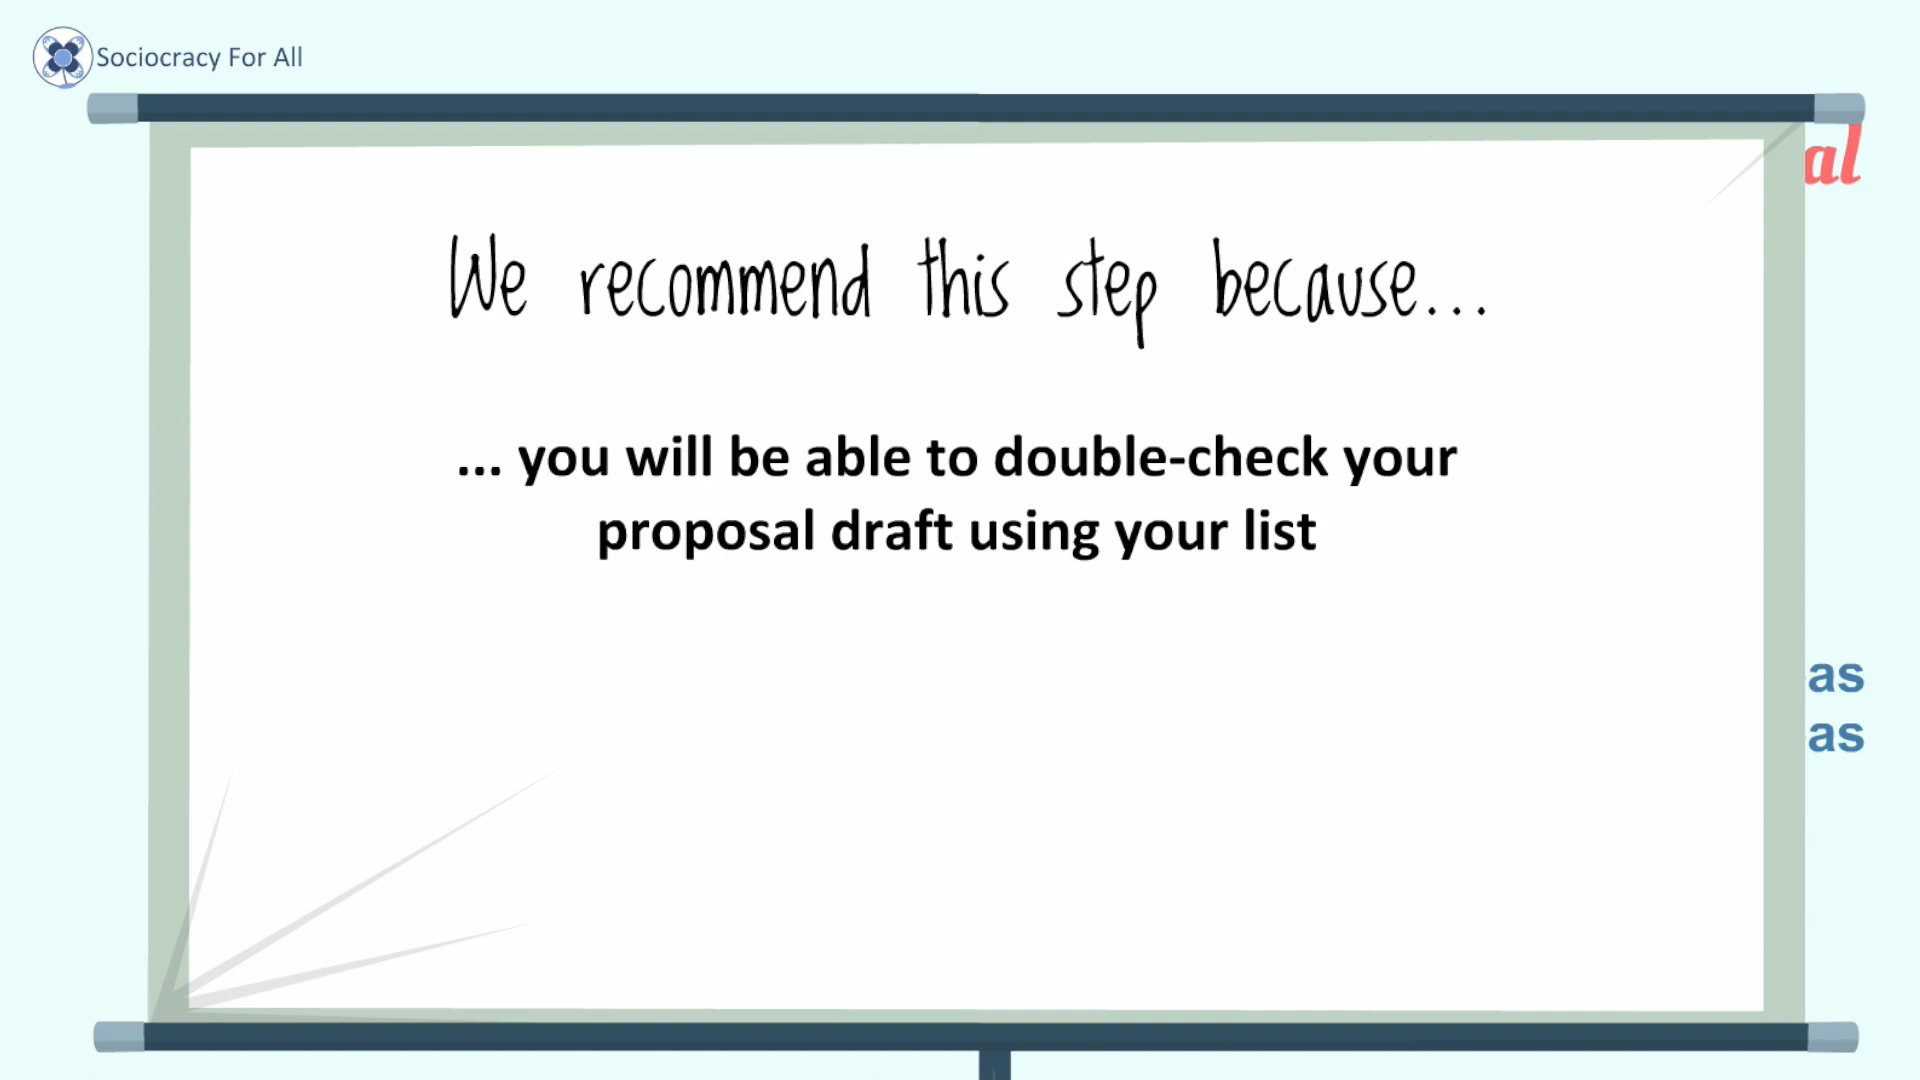 Sociocracy For All
We recommend this step because...
... you will be able to double-check your
proposal draft using your list